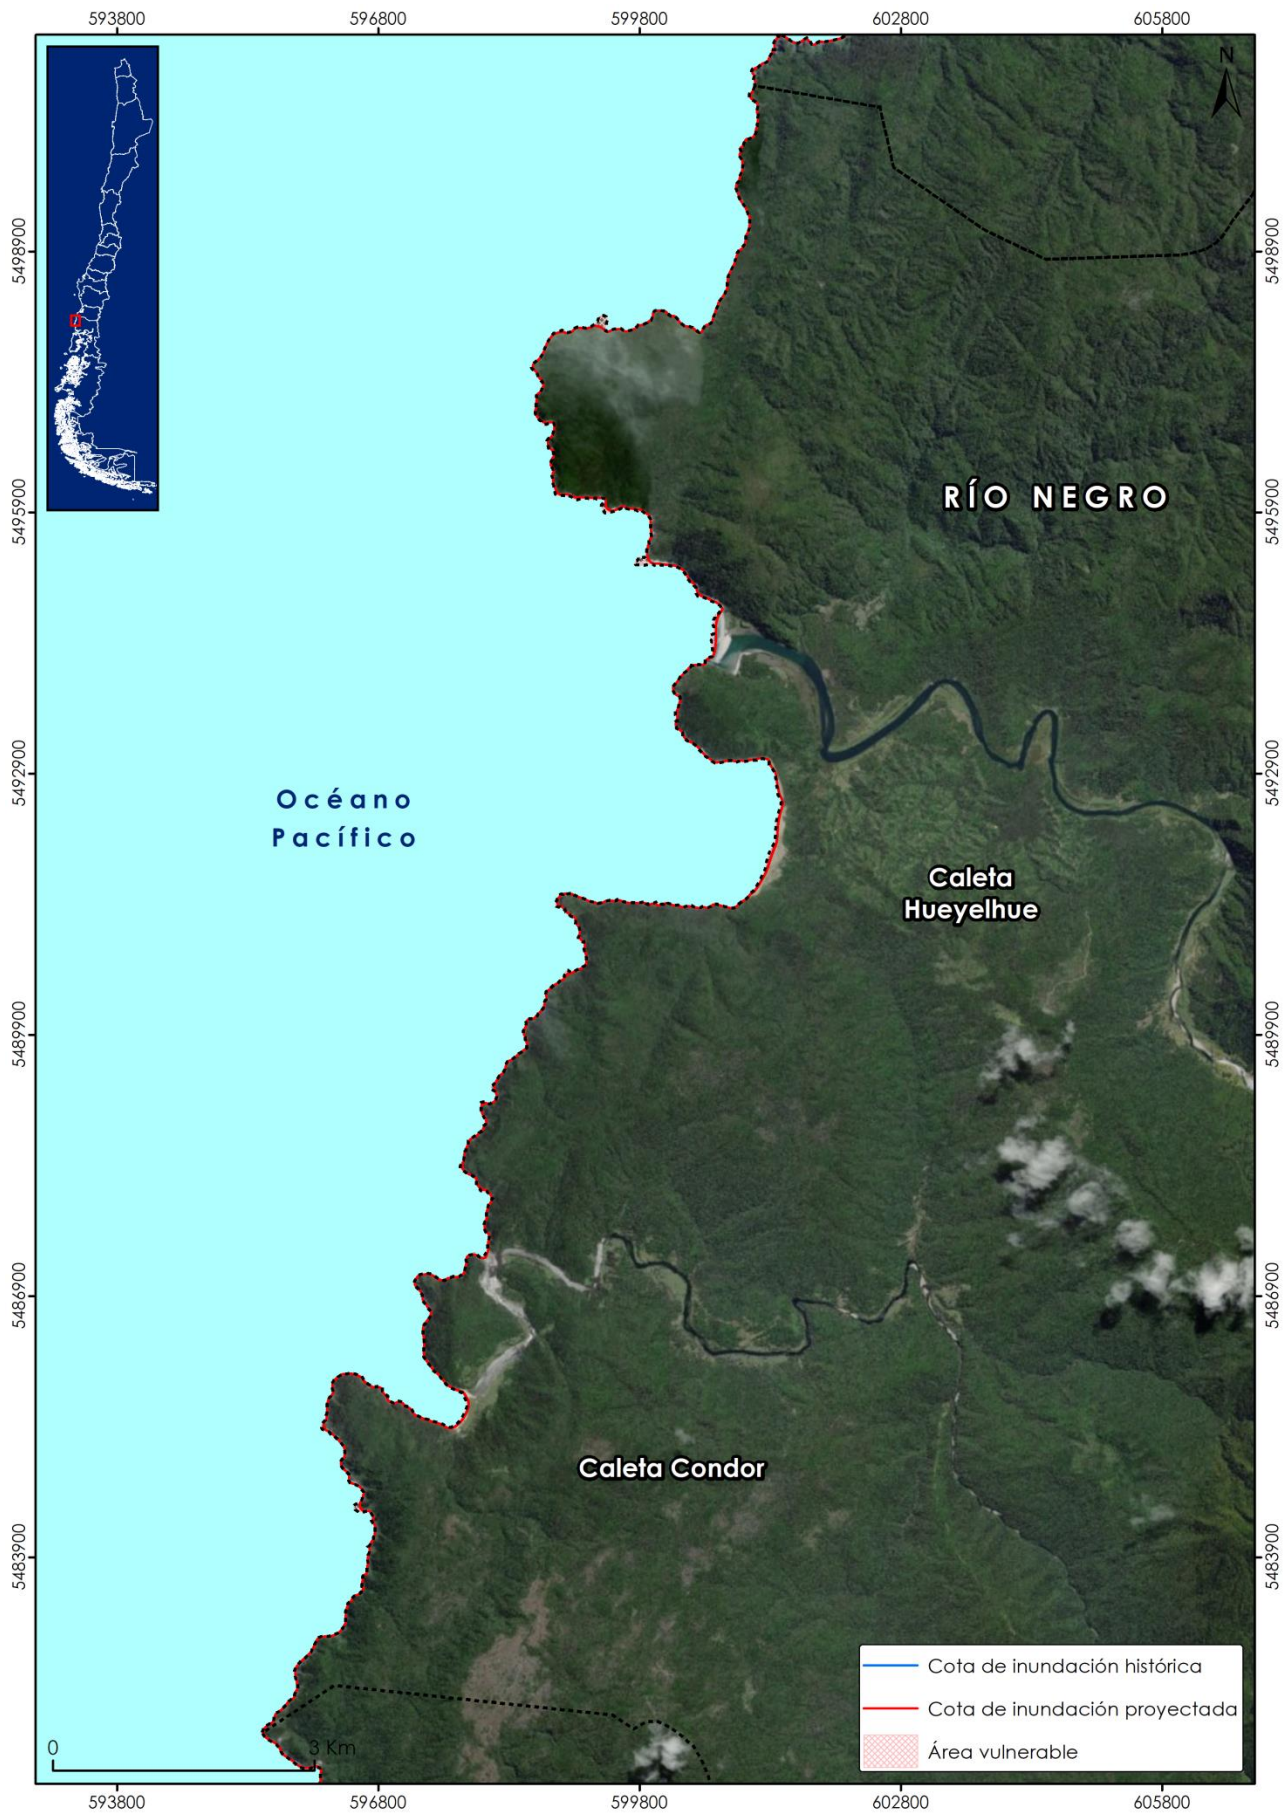 593800 596800 599800 602800 605800
N
5498900 5498900
RÍO NEGRO
5495900 5495900
5492900 5492900
Océano
Pacífico
Caleta
Hueyelhue
5489900 5489900
5486900 5486900
Caleta Condor
5483900 5483900
Cota de inundación histórica
Cota de inundación proyectada
Área vulnerable
0 3 Km
593800 596800 599800 602800 605800